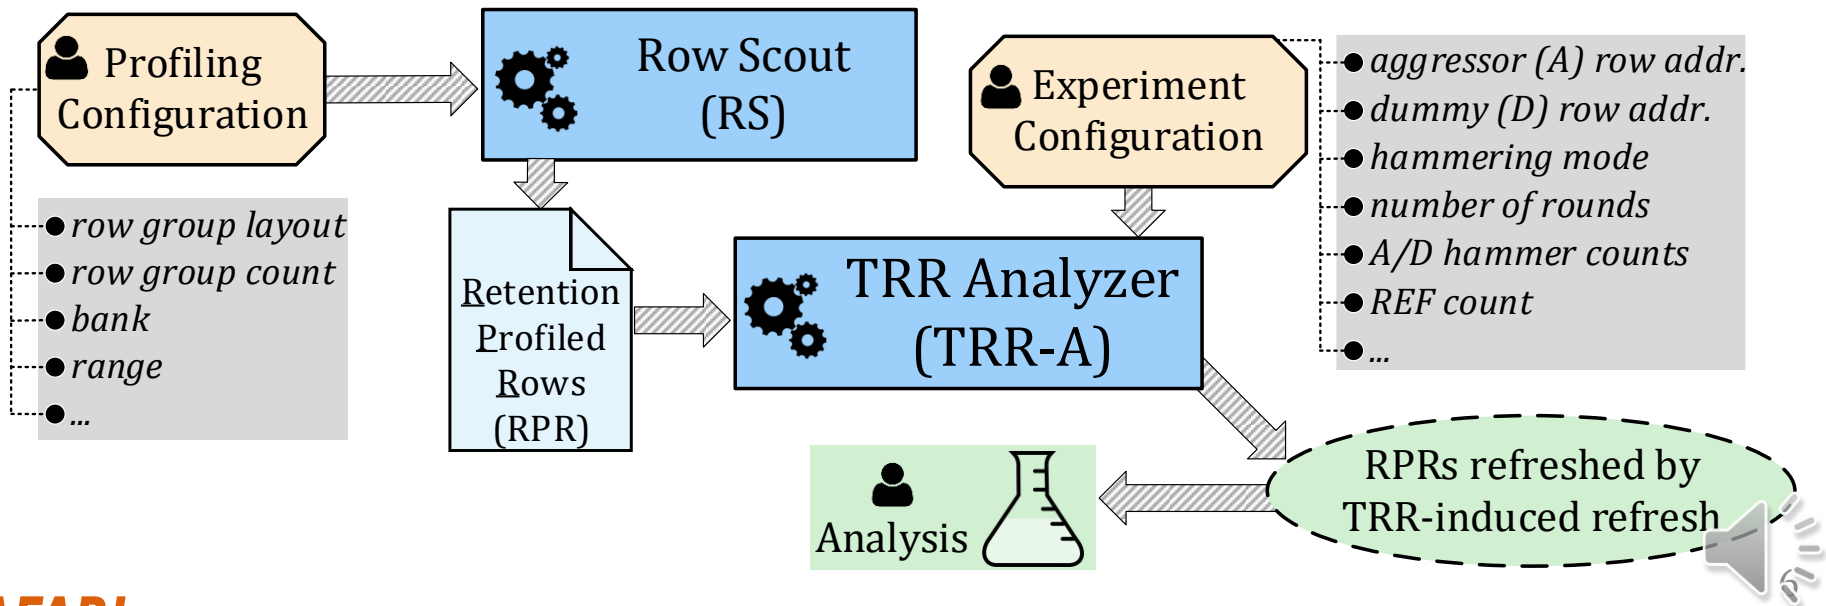 Profiling
Configuration
row group layout
row group count
bank
range
...
Row Scout
(RS)
Retention
Profiled
Rows
(RPR)
Experiment
Configuration
aggressor (A) row addr.
dummy (D) row addr.
hammering mode
number of rounds
A/D hammer counts
REF count
...
TRR Analyzer
(TRR-A)
RPRs refreshed by
TRR-induced refresh
Analysis
6